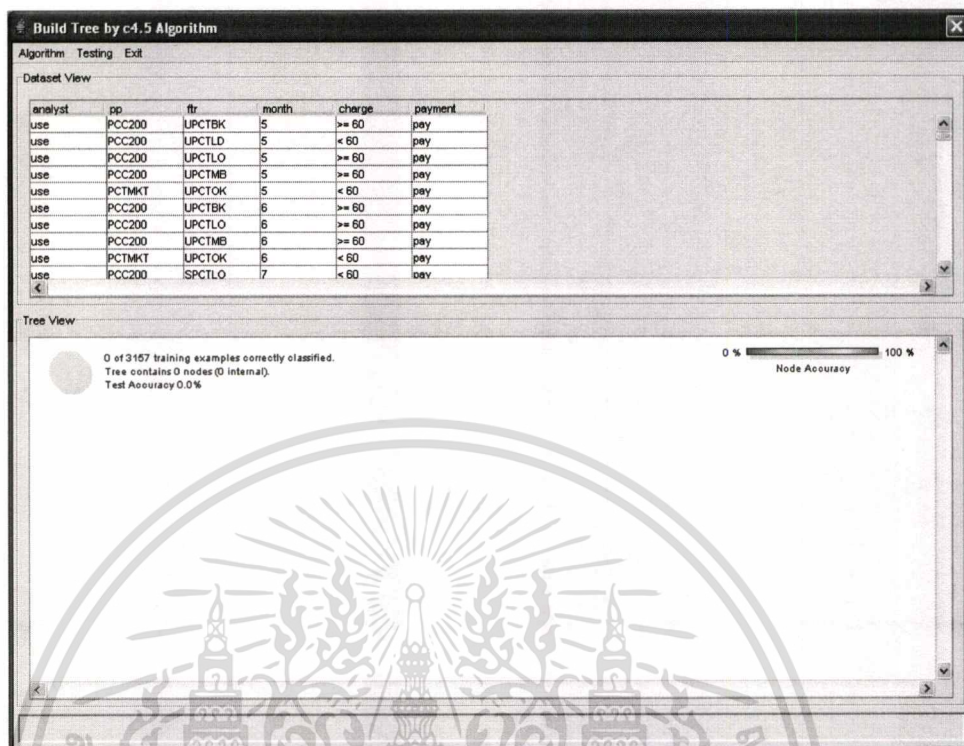 Build Tree by c4.5 Algorithm
Algorithm Testing Exit
Dataset View
analyst pp ftr month charge payment
use PCC200 UPCTBK 5 >= 60 pay
use PCC200 UPCTLD 5 < 60 pay
use PCC200 UPCTLO 5 >= 60 pay
use PCC200 UPCTMB 5 >= 60 pay
use PCTMKT UPCTOK 5 < 60 pay
use PCC200 UPCTBK 6 >= 60 pay
use PCC200 UPCTLO 6 >= 60 pay
use PCC200 UPCTMB 6 >= 60 pay
use PCTMKT UPCTOK 6 < 60 pay
use PCC200 SPCTLO 7 < 60 pay
Tree View
0 of 3157 training examples correctly classified.
Tree contains 0 nodes (0 internal).
Test Accuracy 0.0%
0 % 100 %
Node Accuracy